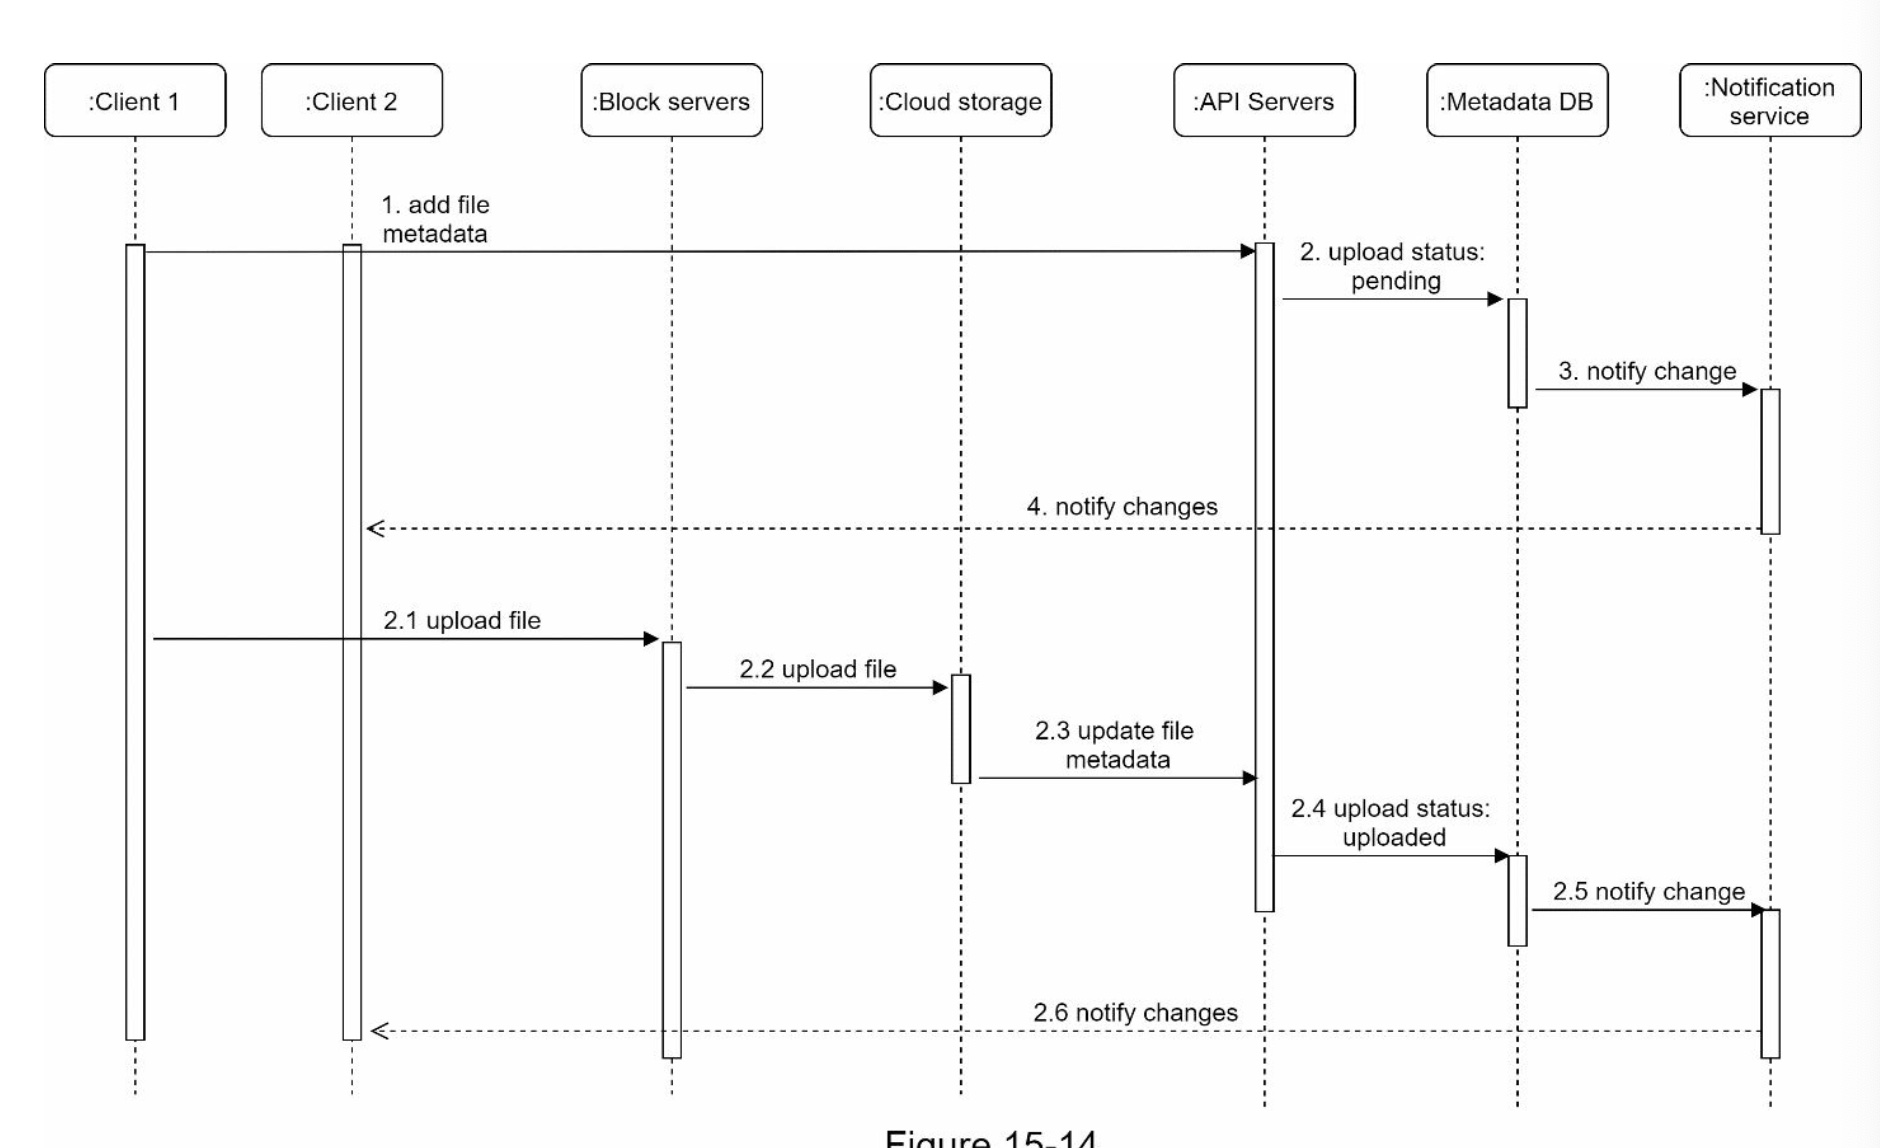 :Client 1
:Client 2
:Block servers
:Cloud storage
:API Servers
:Metadata DB
:Notification
service
1. add file
metadata
2. upload status:
pending
3. notify change
4. notify changes
2.1 upload file
2.2 upload file
2.3 update file
metadata
2.4 upload status:
uploaded
2.5 notify change
2.6 notify changes
Figure 15-14